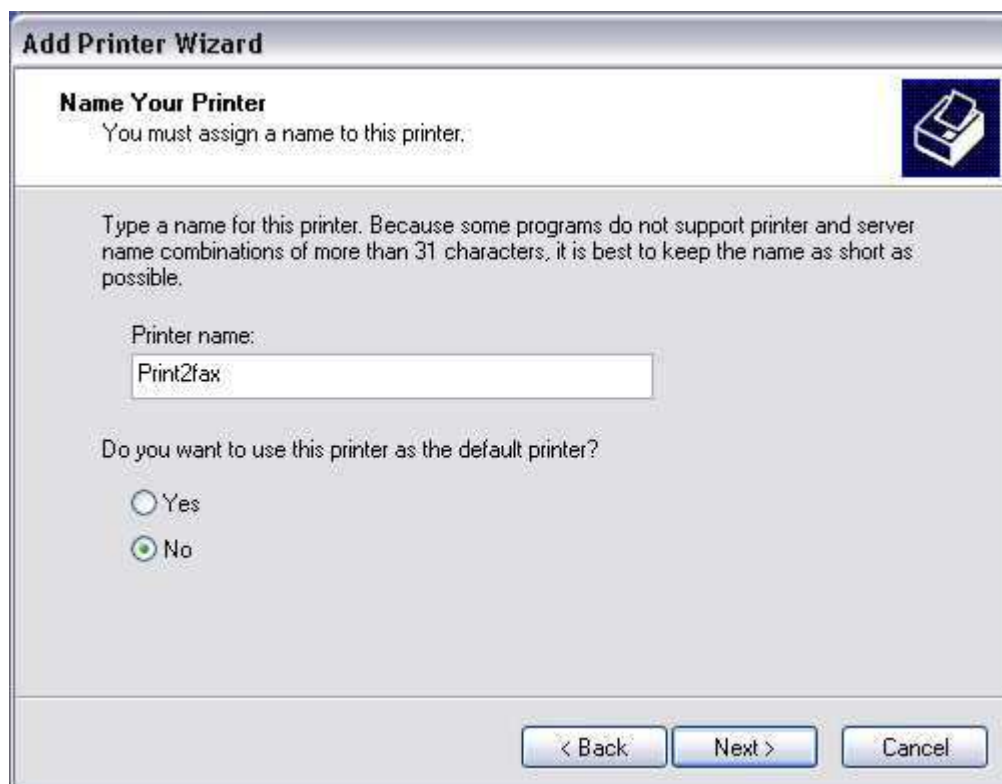 Add Printer Wizard
Name Your Printer
You must assign a name to this printer.
Type a name for this printer. Because some programs do not support printer and server
name combinations of more than 31 characters, it is best to keep the name as short as
possible.
Printer name:
Print2fax
Do you want to use this printer as the default printer?
Yes
No
< Back Next > Cancel